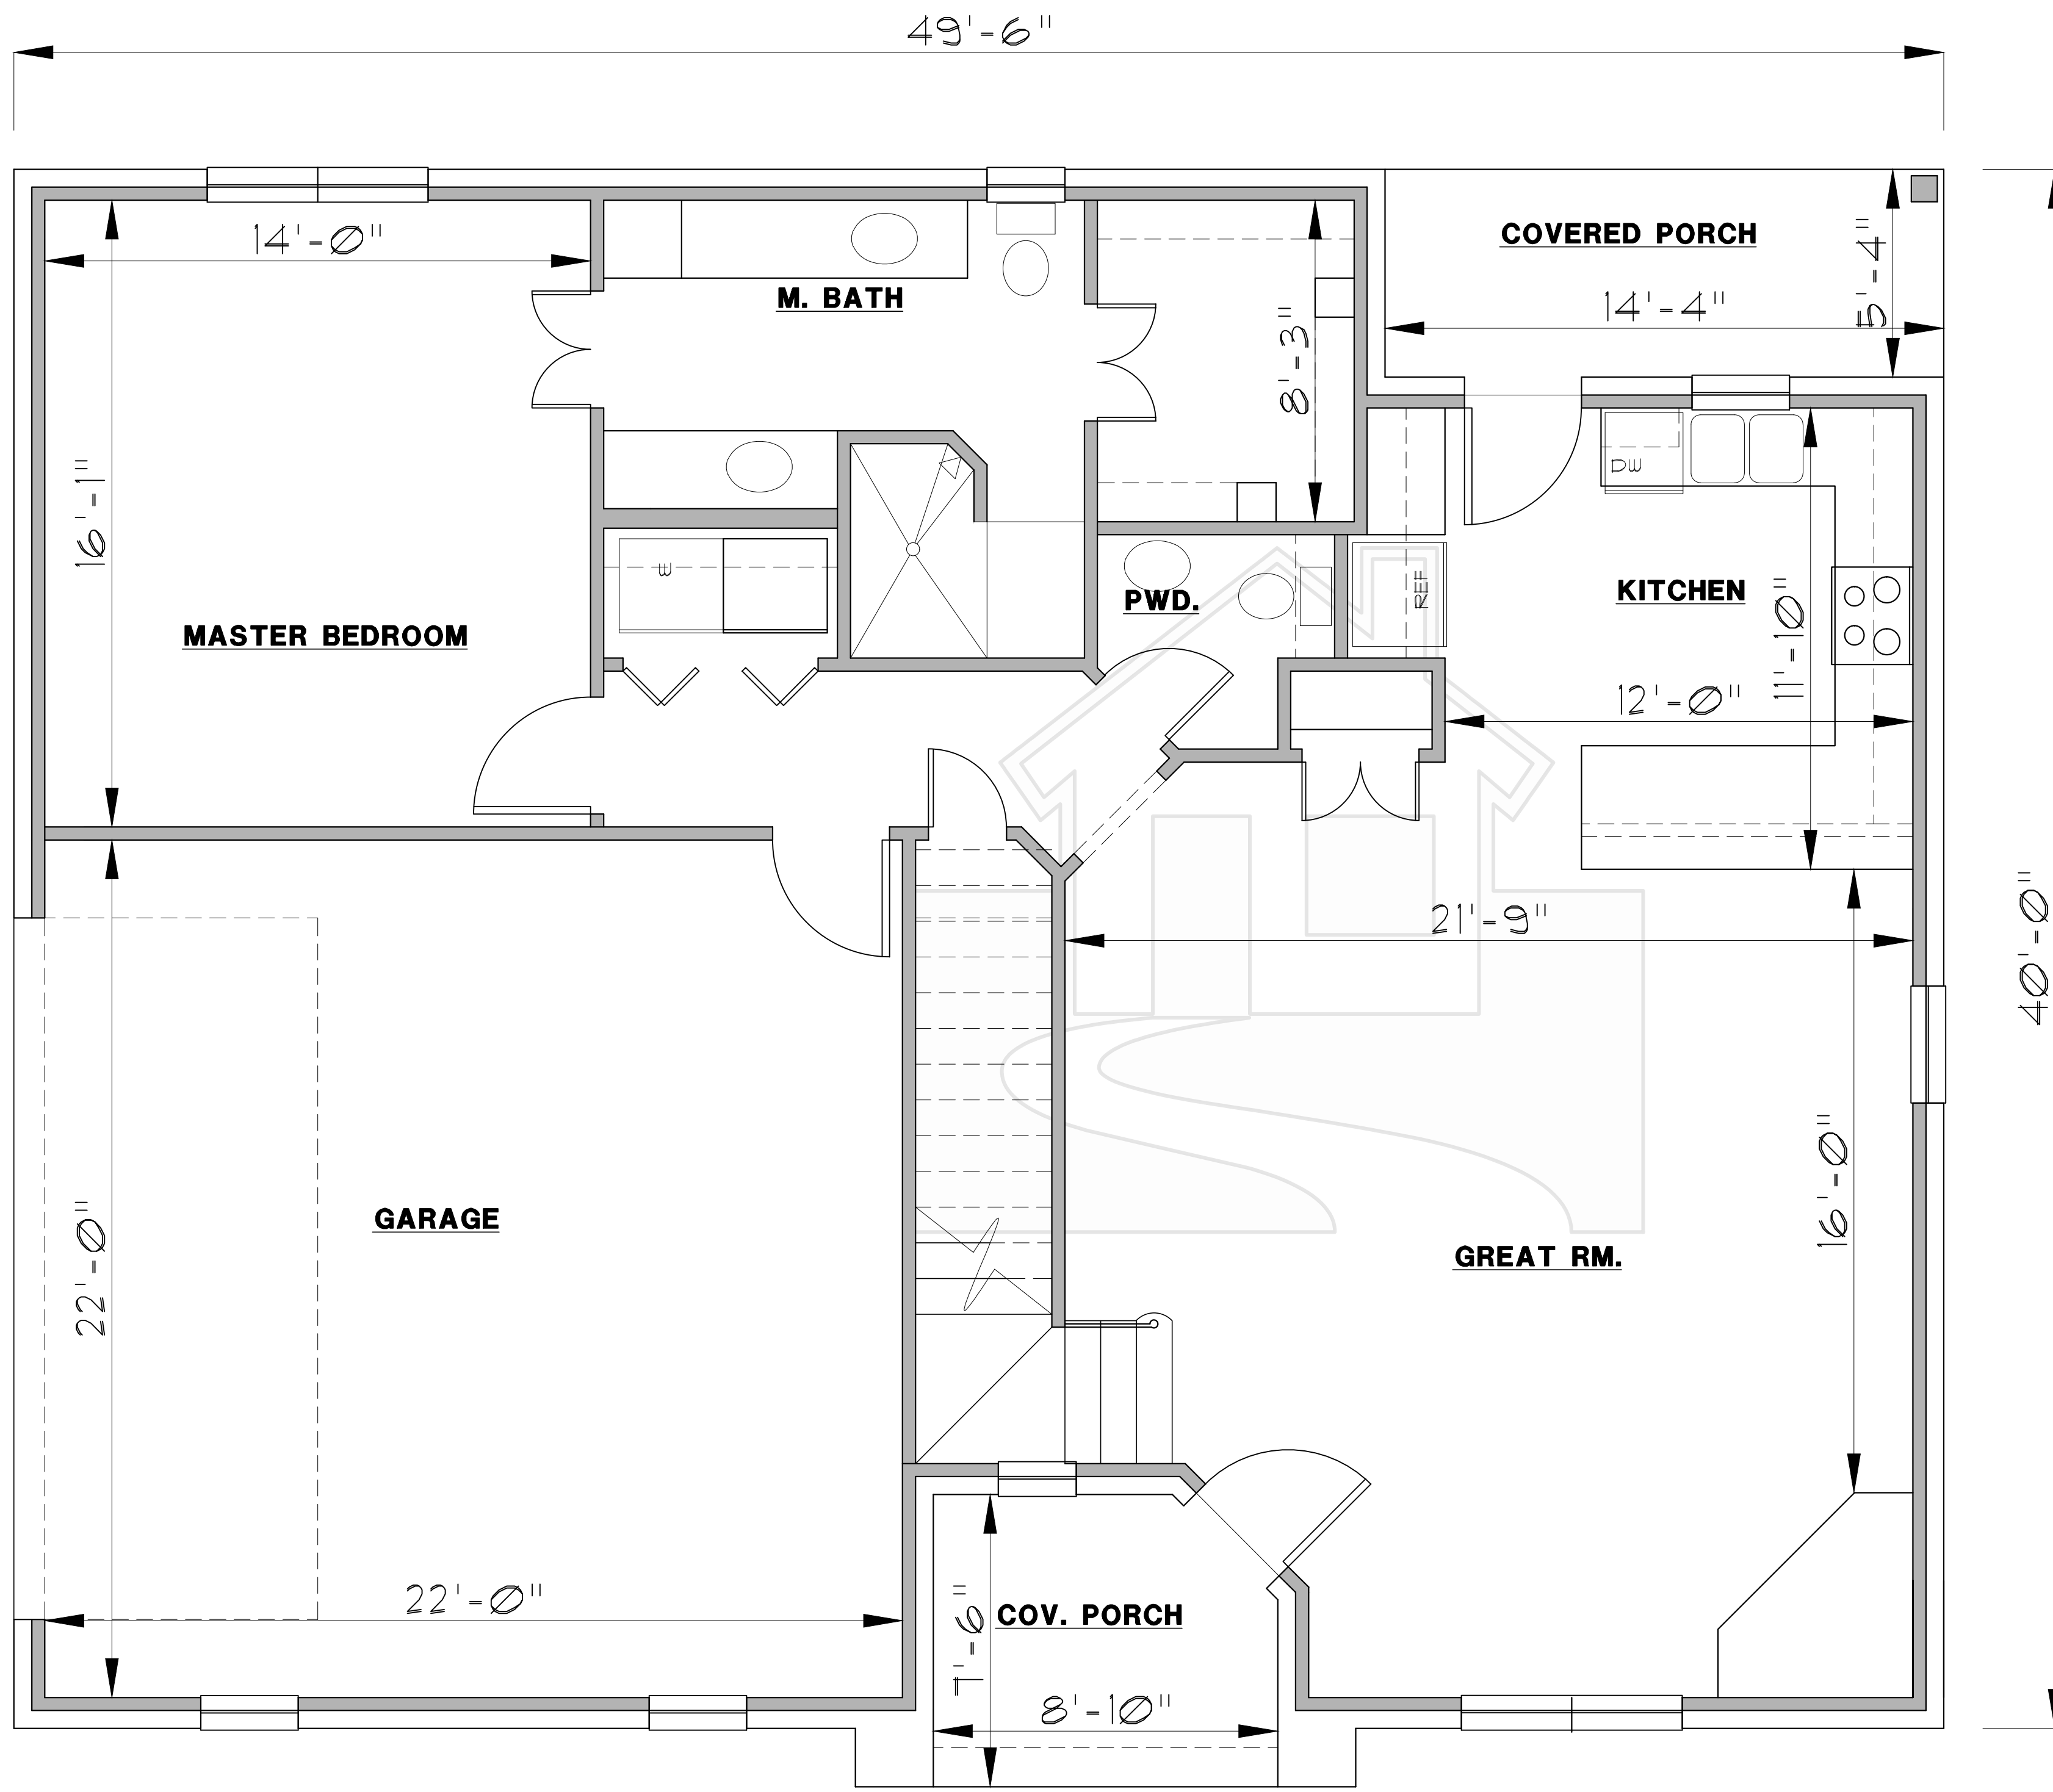 49'-6"
COVERED PORCH
14'-0"
5'-4"
M. BATH
14'-4"
8'-3"
DW
16'-1"
W
REF
KITCHEN
PWD.
11'-10"
MASTER BEDROOM
12'-0"
21'-9"
40'-0"
16'-0"
GARAGE
22'-0"
GREAT RM.
22'-0"
7'-6"
COV. PORCH
8'-10"